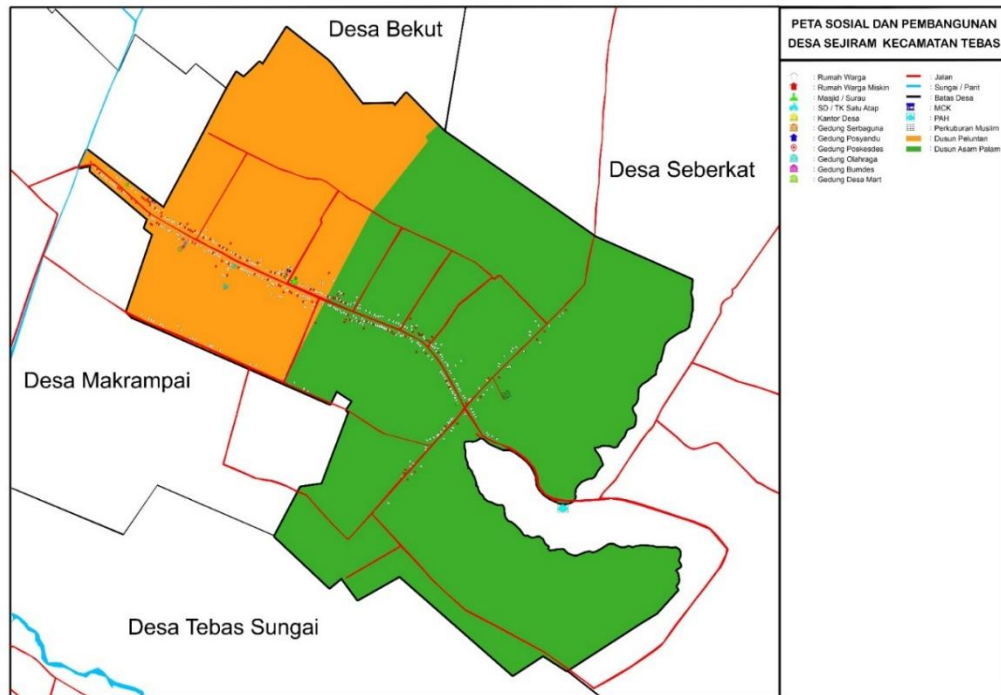 PETA SOSIAL DAN PEMBANGUNAN
DESA SEJIRAM KECAMATAN TEBAS
: Rumah Warga
: Rumah Warga Miskin
: Masjid / Surau
: SD / TK Satu Atap
: Kantor Desa
: Gedung Serbaguna
: Gedung Posyandu
: Gedung Poskesdes
: Gedung Olahraga
: Gedung Bumdes
: Gedung Desa Mart
: Jalan
: Sungai / Parit
: Batas Desa
: MCK
: PAH
: Perkuburan Muslim
: Dusun Peluntan
: Dusun Asam Palam
Desa Bekut
Desa Seberkat
Desa Makrampai
Desa Tebas Sungai